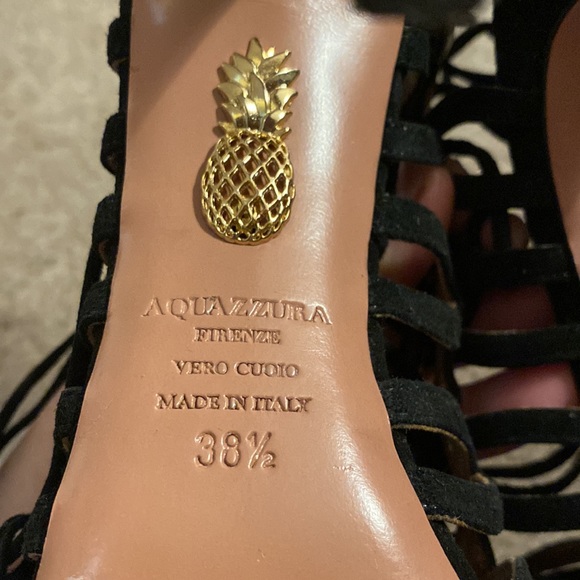 AQUAZZURA
FIRENZE
VERO CUOIO
MADE IN ITALY
38½